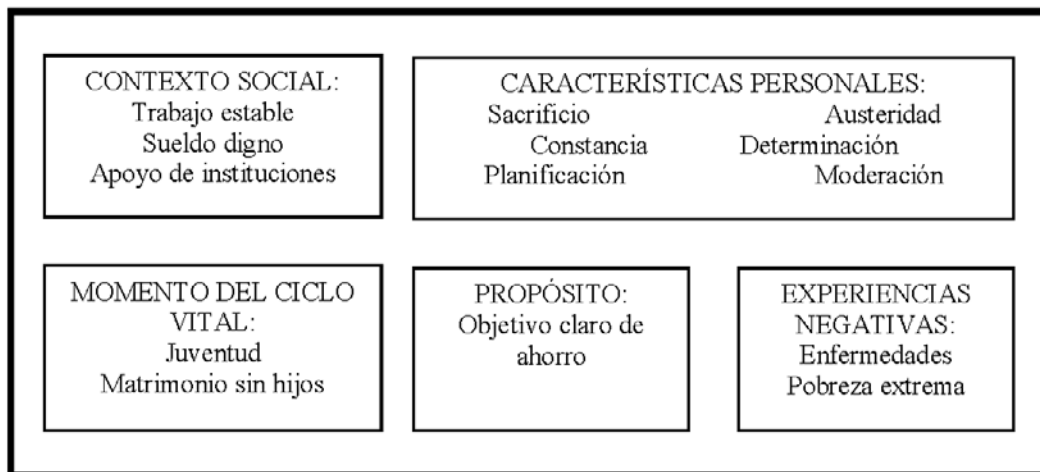 CONTEXTO SOCIAL:
Trabajo estable
Sueldo digno
Apoyo de instituciones
CARACTERÍSTICAS PERSONALES:
Sacrificio Austeridad
Constancia Determinación
Planificación Moderación
MOMENTO DEL CICLO
VITAL:
Juventud
Matrimonio sin hijos
PROPÓSITO:
Objetivo claro de
ahorro
EXPERIENCIAS
NEGATIVAS:
Enfermedades
Pobreza extrema